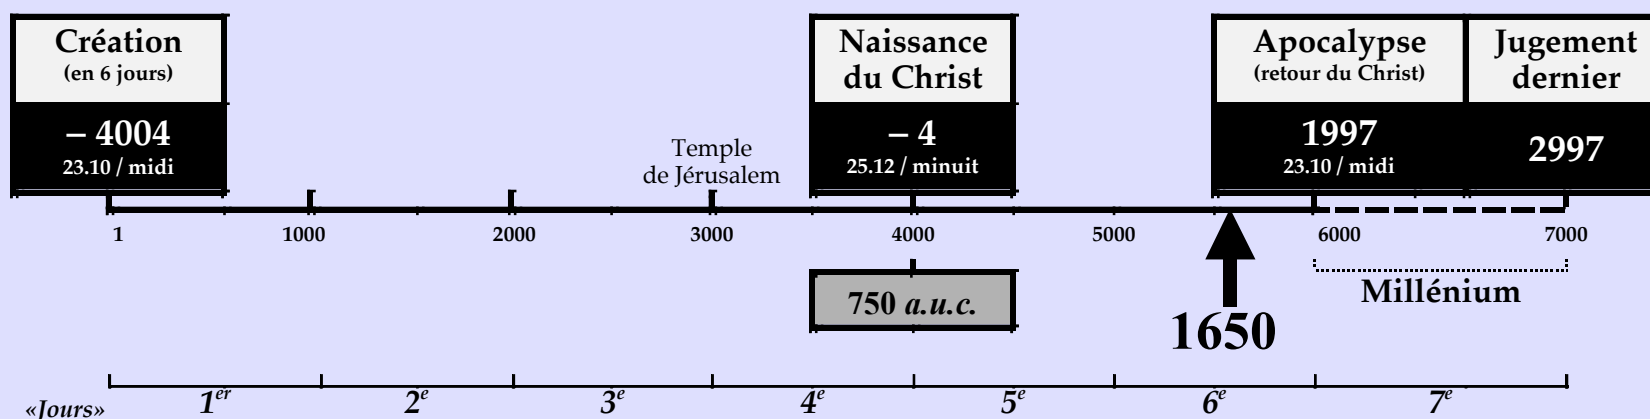 Création
(en 6 jours)
– 4004
23.10 / midi
Temple
de Jérusalem
Naissance
du Christ
– 4
25.12 / minuit
Apocalypse
(retour du Christ)
1997
23.10 / midi
Jugement
dernier
2997
1 1000 2000 3000 4000 5000 6000 7000
750 a.u.c.
1650
Millénium
«Jours» 1er 2e 3e 4e 5e 6e 7e